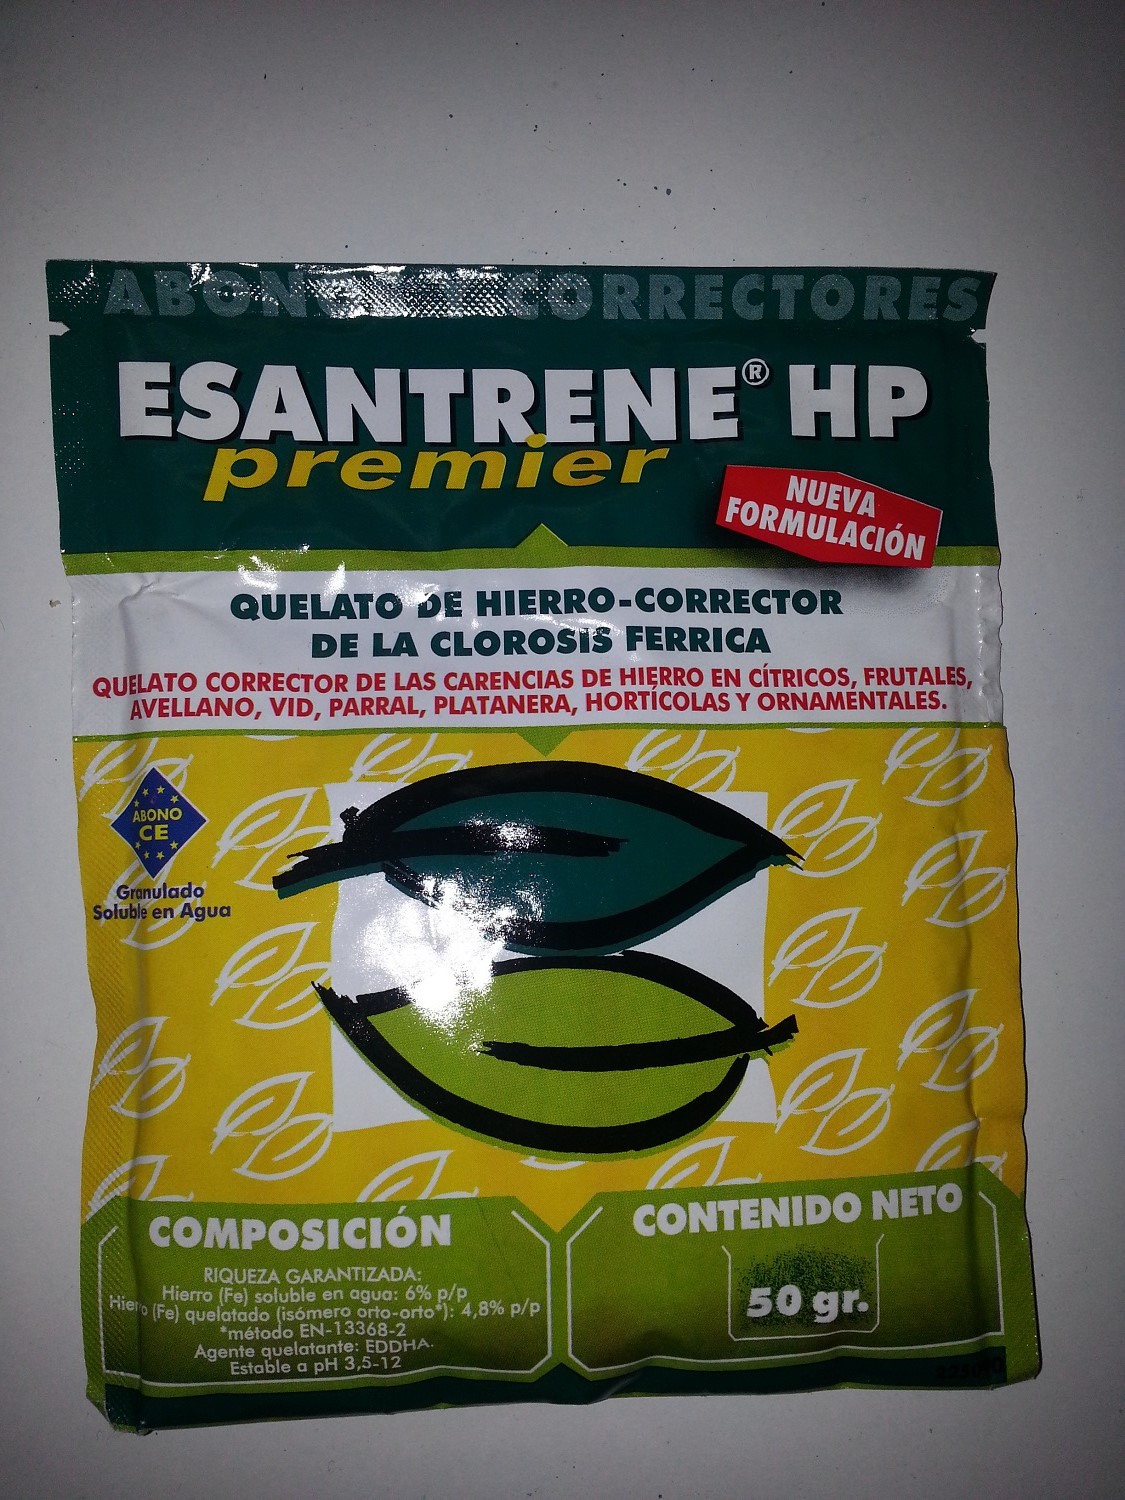 ABONOS Y CORRECTORES
ESANTRENE® HP
premier
NUEVA
FORMULACIÓN
QUELATO DE HIERRO-CORRECTOR
DE LA CLOROSIS FERRICA
QUELATO CORRECTOR DE LAS CARENCIAS DE HIERRO EN CÍTRICOS, FRUTALES,
AVELLANO, VID, PARRAL, PLATANERA, HORTÍCOLAS Y ORNAMENTALES.
ABONO
CE
Granulado
Soluble en Agua
COMPOSICIÓN
RIQUEZA GARANTIZADA:
Hierro (Fe) soluble en agua: 6% p/p
Hierro (Fe) quelatado (isómero orto-orto*): 4,8% p/p
*método EN-13368-2
Agente quelatante: EDDHA.
Estable a pH 3,5-12
CONTENIDO NETO
50 gr.